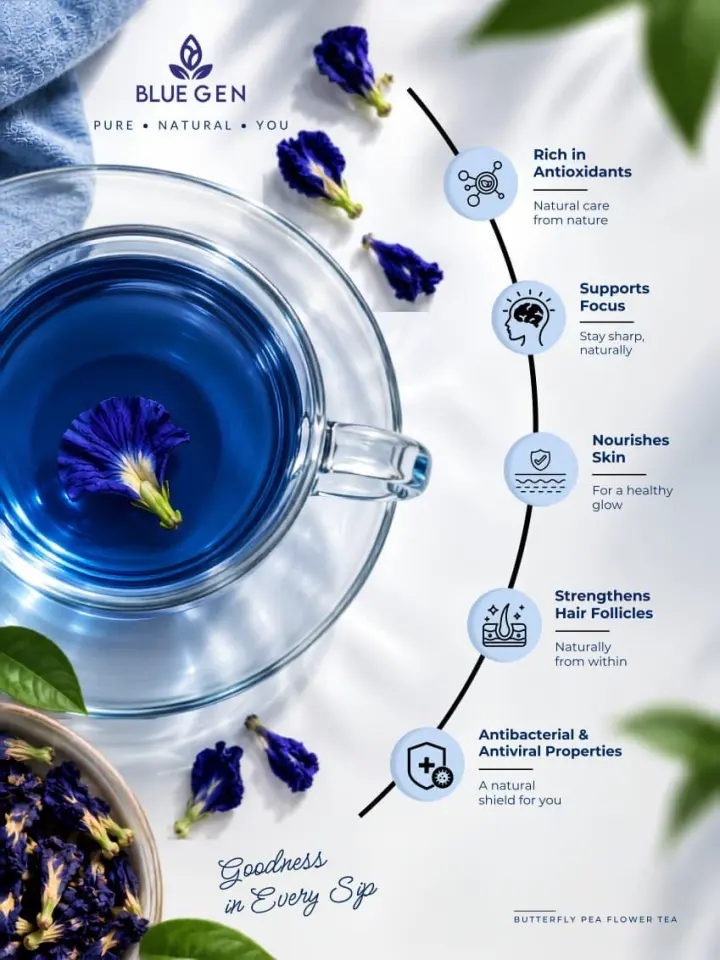 BLUE GEN
PURE • NATURAL • YOU
Rich in
Antioxidants
Natural care
from nature
Supports
Focus
Stay sharp,
naturally
Nourishes
Skin
For a healthy
glow
Strengthens
Hair Follicles
Naturally
from within
Antibacterial &
Antiviral Properties
A natural
shield for you
Goodness
in Every Sip
BUTTERFLY PEA FLOWER TEA